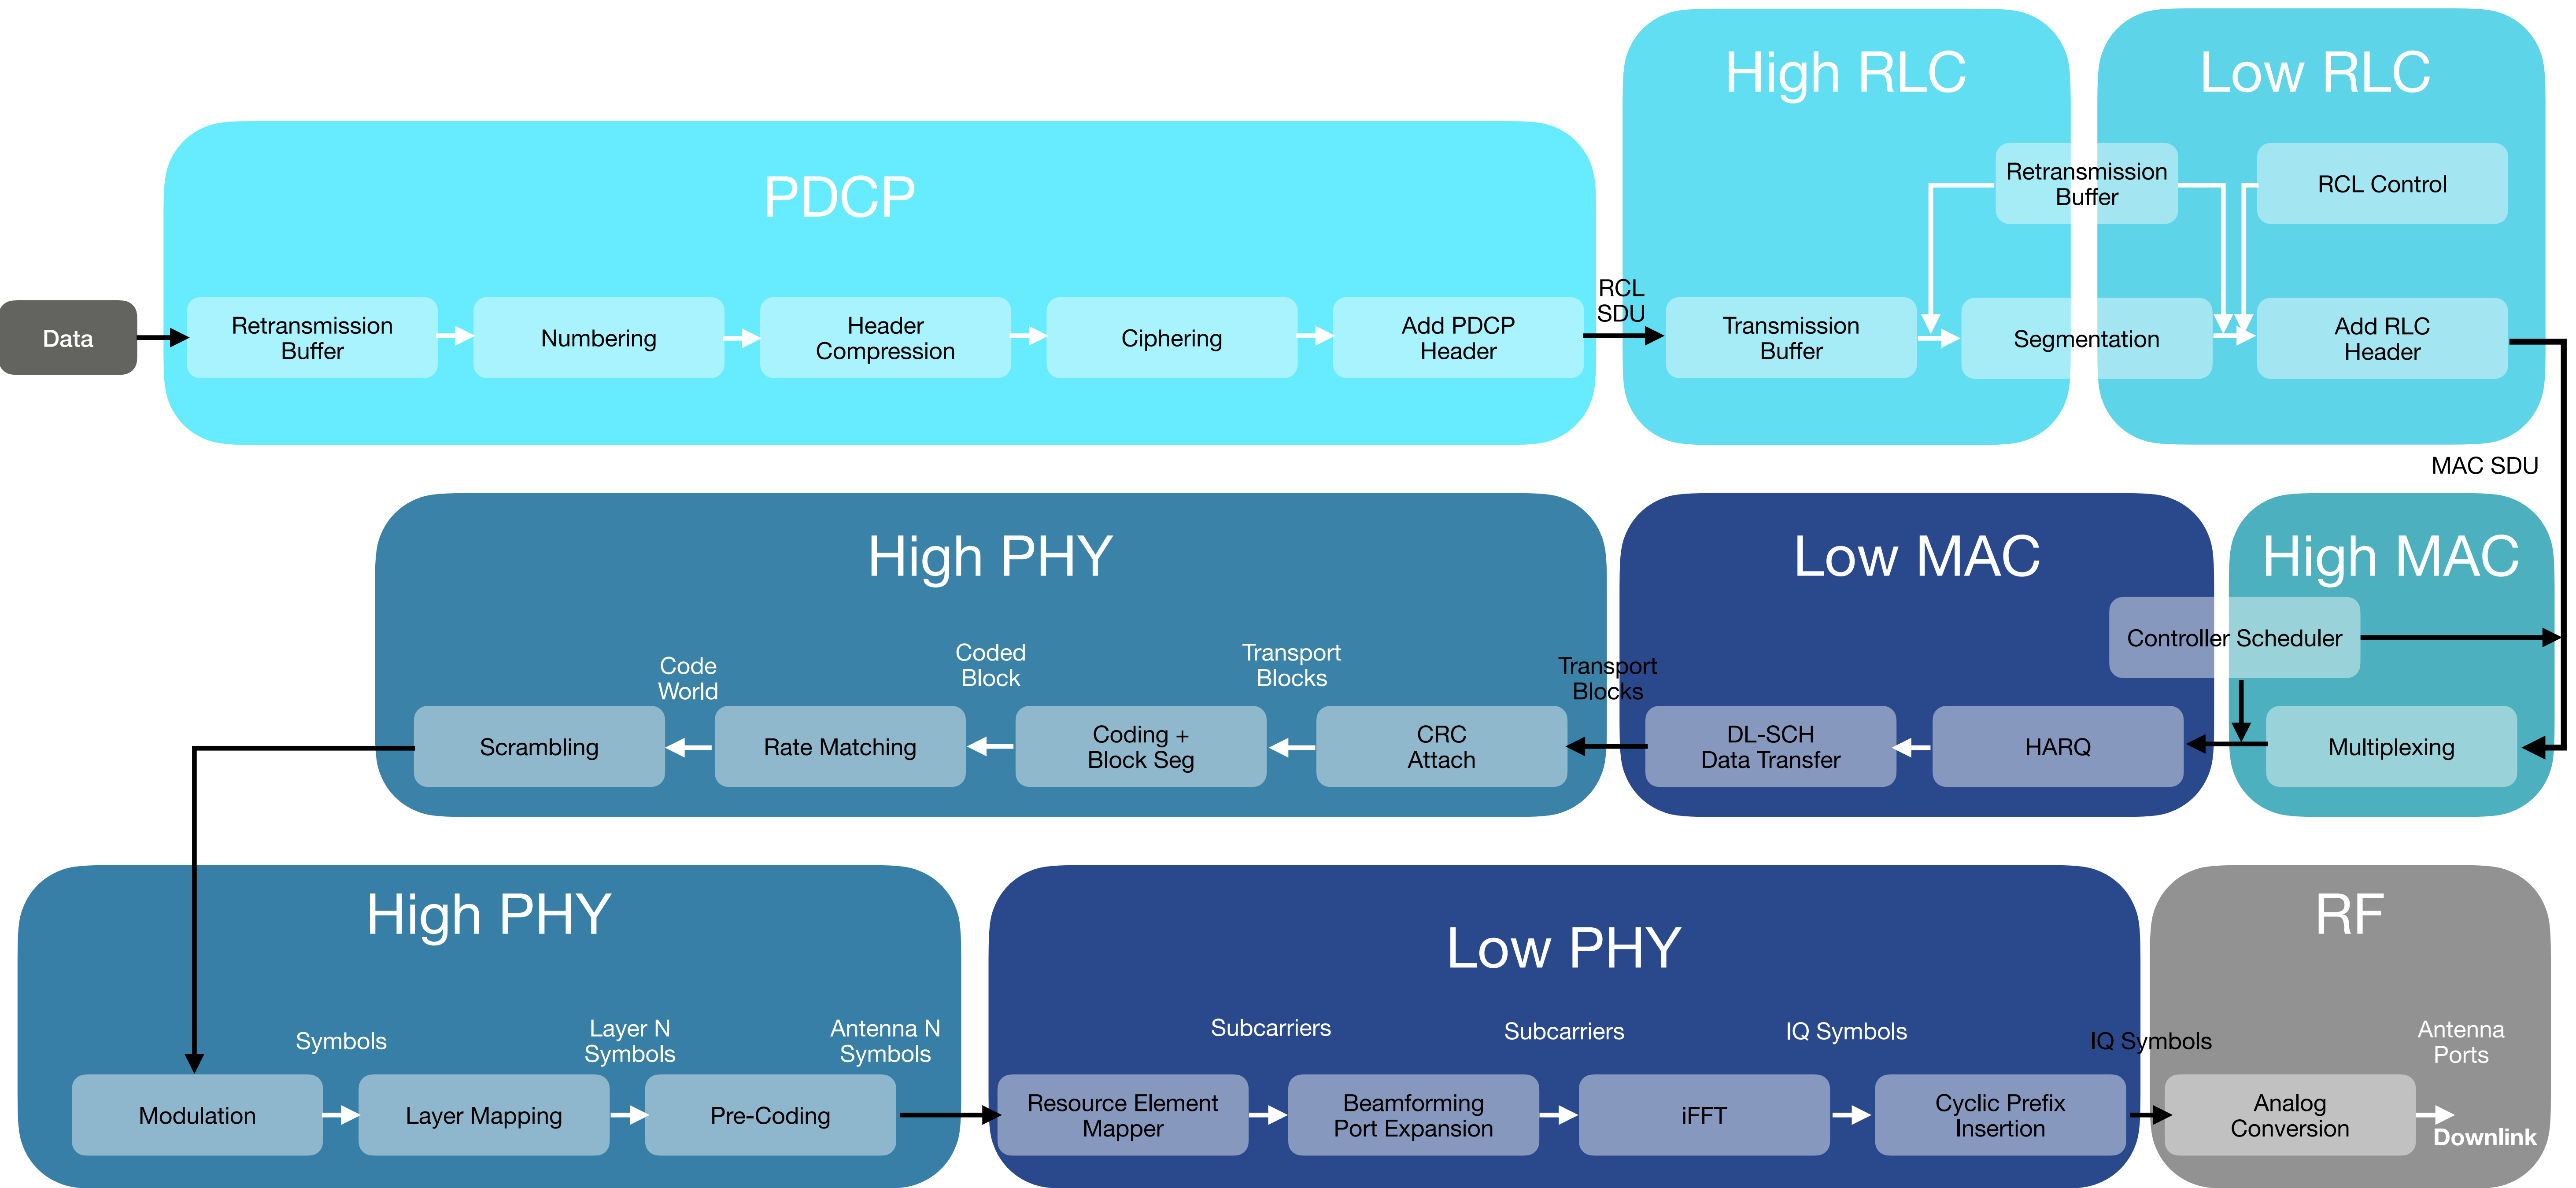 High RLC
Low RLC
PDCP
Retransmission
Buffer
RCL Control
RCL
SDU
Data
Retransmission
Buffer
Numbering
Header
Compression
Ciphering
Add PDCP
Header
Transmission
Buffer
Segmentation
Add RLC
Header
MAC SDU
High PHY
Low MAC
High MAC
Controller Scheduler
Code
World
Coded
Block
Transport
Blocks
Transport
Blocks
Scrambling
Rate Matching
Coding +
Block Seg
CRC
Attach
DL-SCH
Data Transfer
HARQ
Multiplexing
High PHY
Low PHY
RF
Symbols
Layer N
Symbols
Antenna N
Symbols
Subcarriers
Subcarriers
IQ Symbols
IQ Symbols
Antenna
Ports
Modulation
Layer Mapping
Pre-Coding
Resource Element
Mapper
Beamforming
Port Expansion
iFFT
Cyclic Prefix
Insertion
Analog
Conversion
Downlink